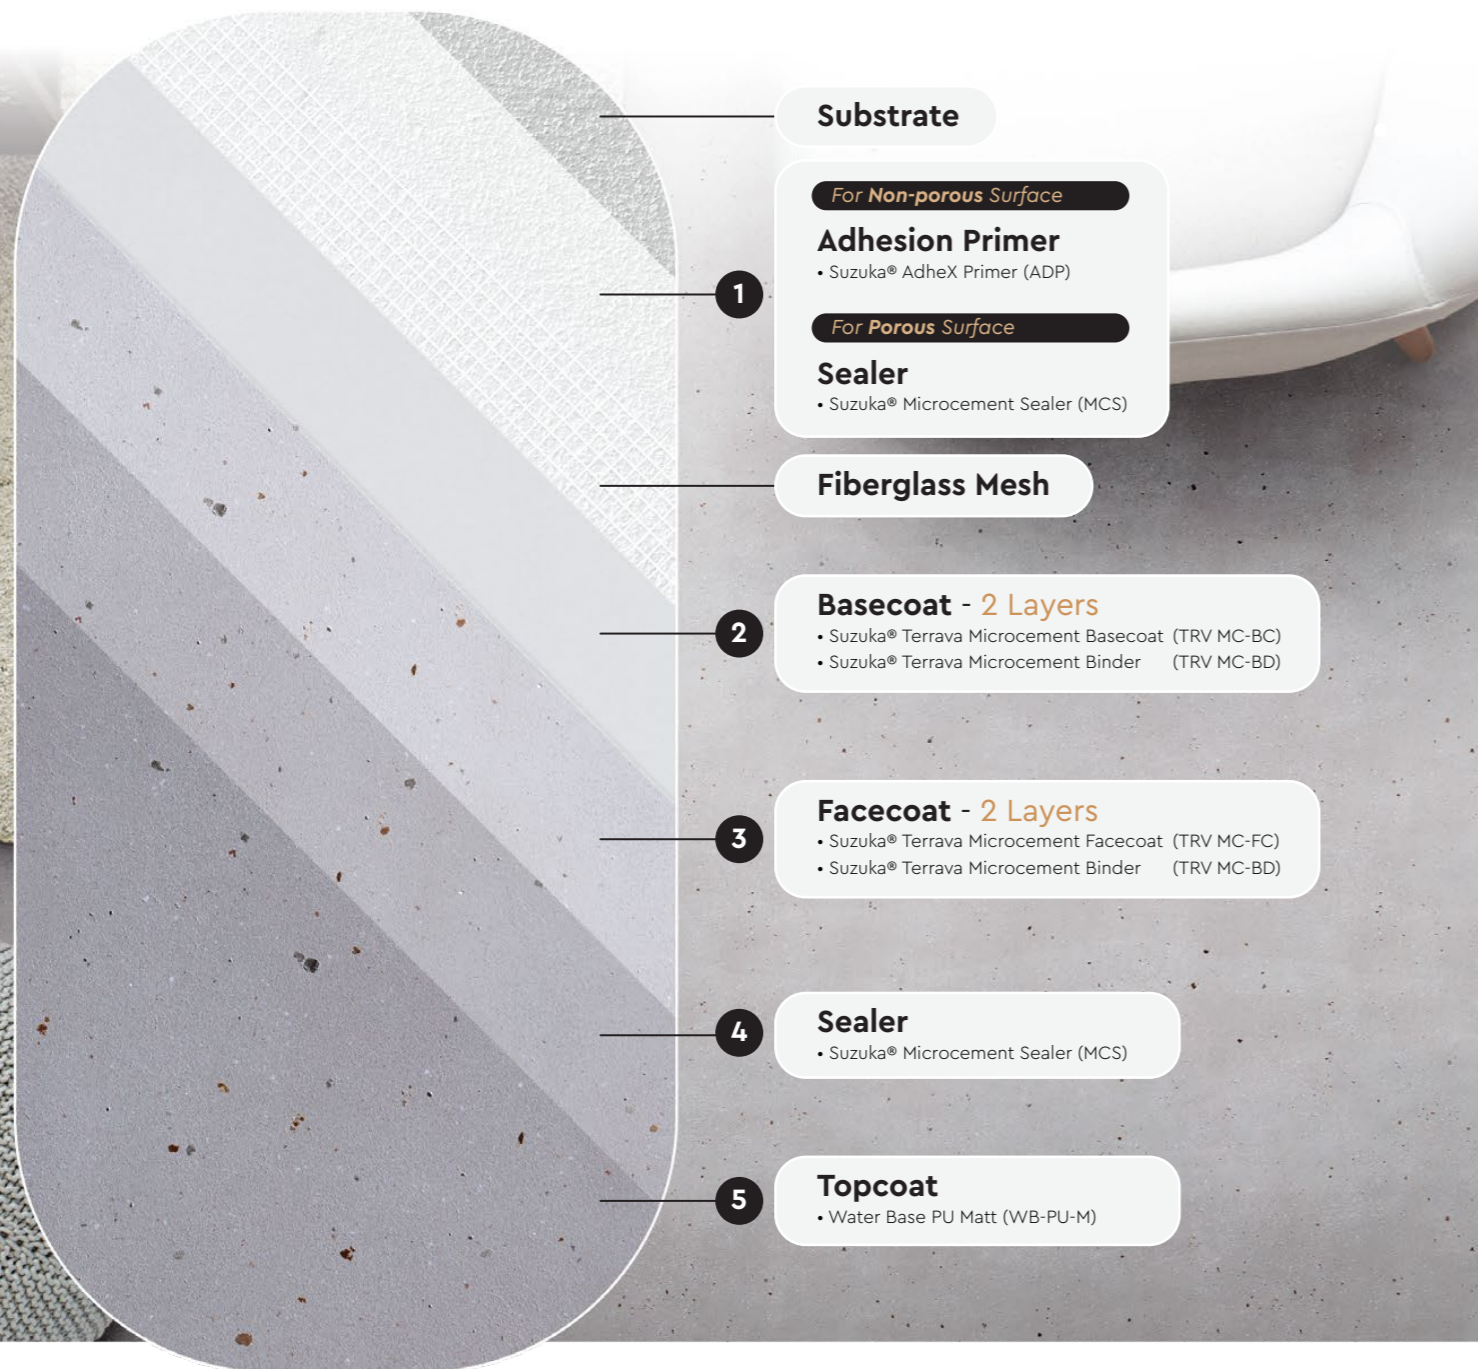 Substrate
For Non-porous Surface
Adhesion Primer
• Suzuka® AdheX Primer (ADP)
1
For Porous Surface
Sealer
• Suzuka® Microcement Sealer (MCS)
Fiberglass Mesh
2
Basecoat - 2 Layers
• Suzuka® Terrava Microcement Basecoat (TRV MC-BC)
• Suzuka® Terrava Microcement Binder (TRV MC-BD)
3
Facecoat - 2 Layers
• Suzuka® Terrava Microcement Facecoat (TRV MC-FC)
• Suzuka® Terrava Microcement Binder (TRV MC-BD)
4
Sealer
• Suzuka® Microcement Sealer (MCS)
5
Topcoat
• Water Base PU Matt (WB-PU-M)